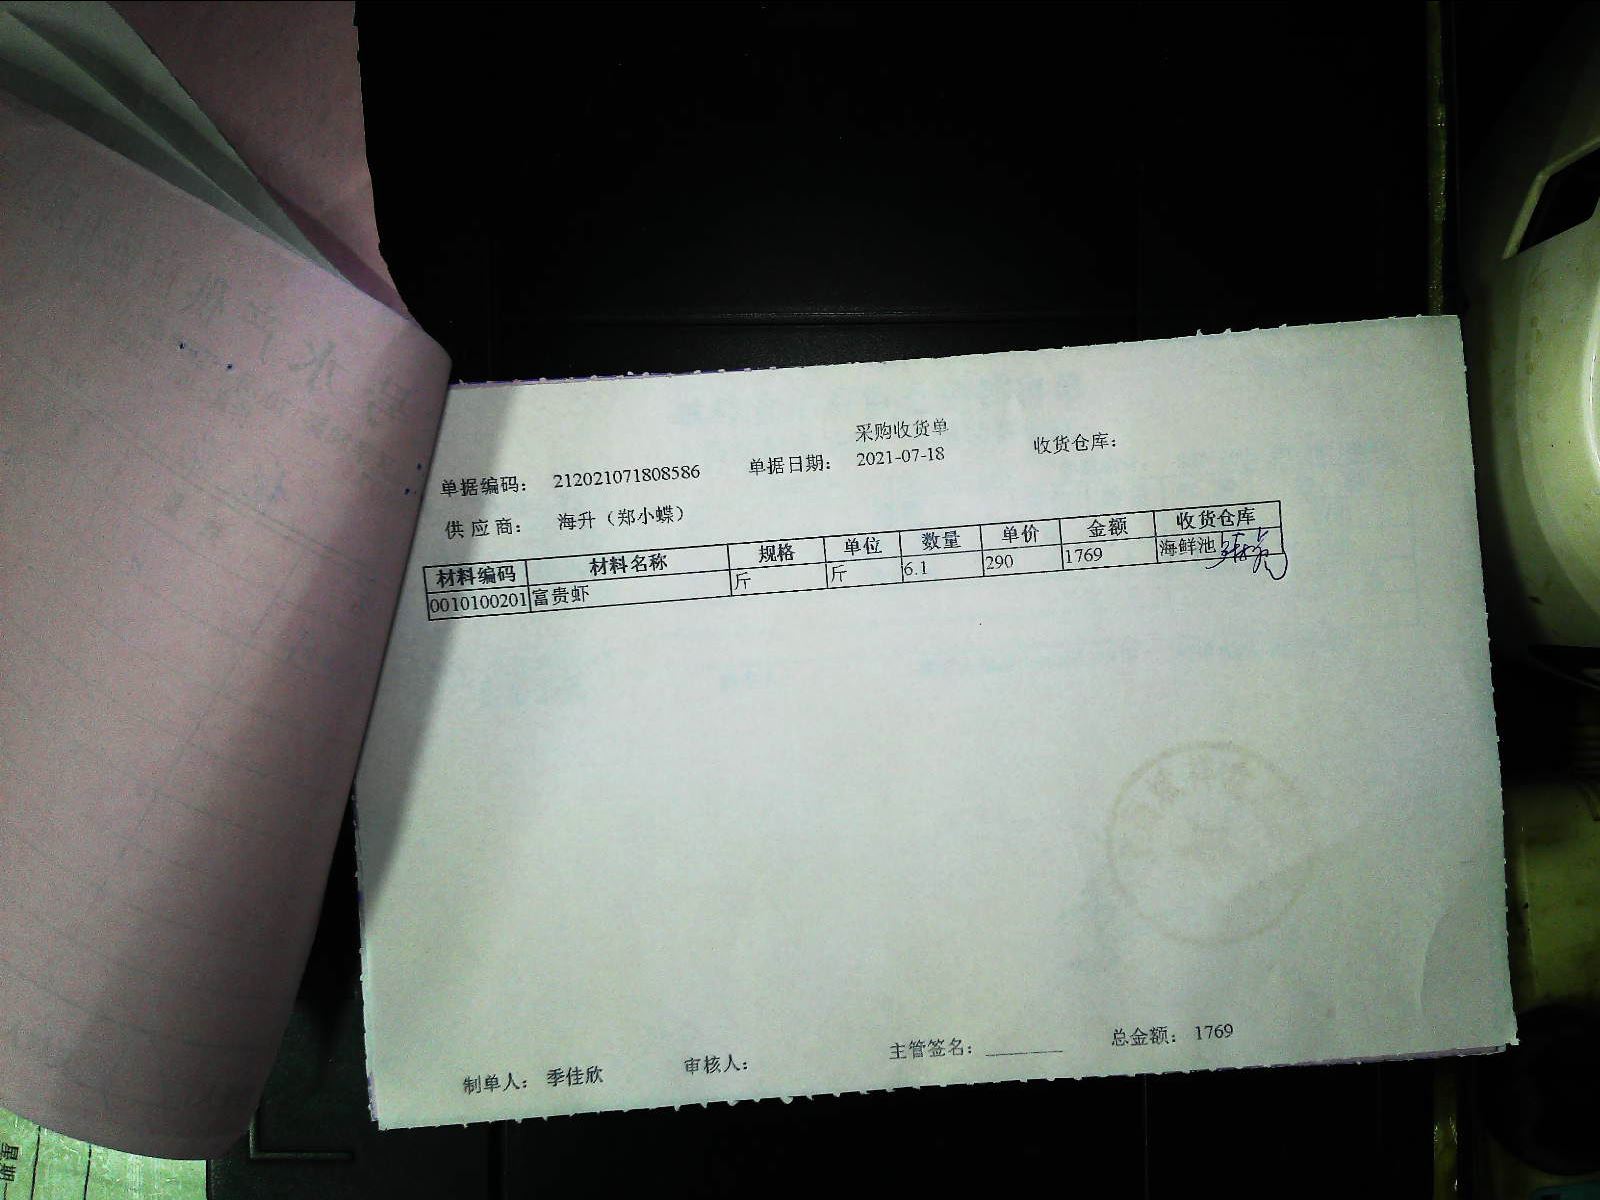 采购收货单
单据编码： 212021071808586 单据日期： 2021-07-18 收货仓库：
供应商： 海升（郑小蝶）
材料编码 材料名称 规格 单位 数量 单价 金额 收货仓库
0010100201 富贵虾 斤 斤 6.1 290 1769 海鲜池
制单人： 季佳欣 审核人： 主管签名： ________ 总金额： 1769
星期一